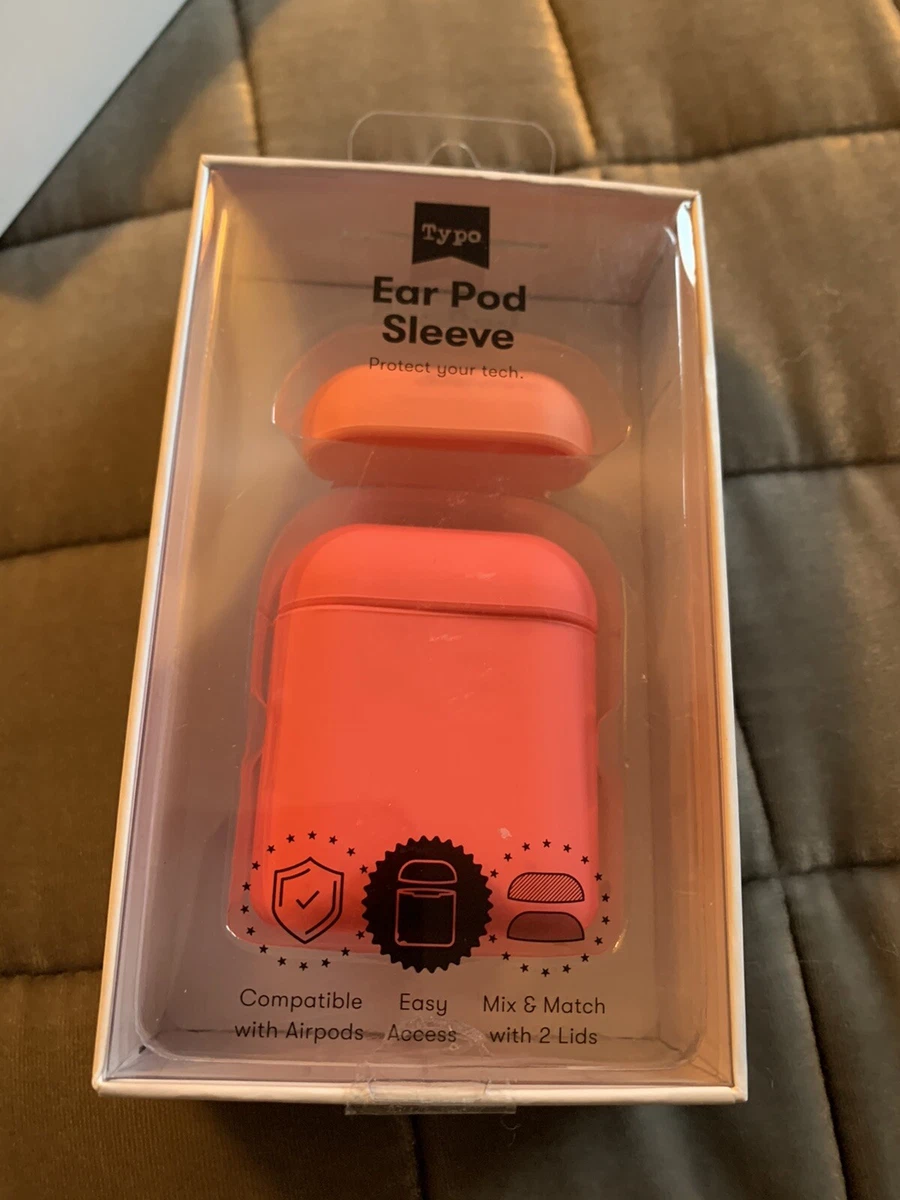 Typo
Ear Pod
Sleeve
Protect your tech.
Compatible
with Airpods
Easy
Access
Mix & Match
with 2 Lids